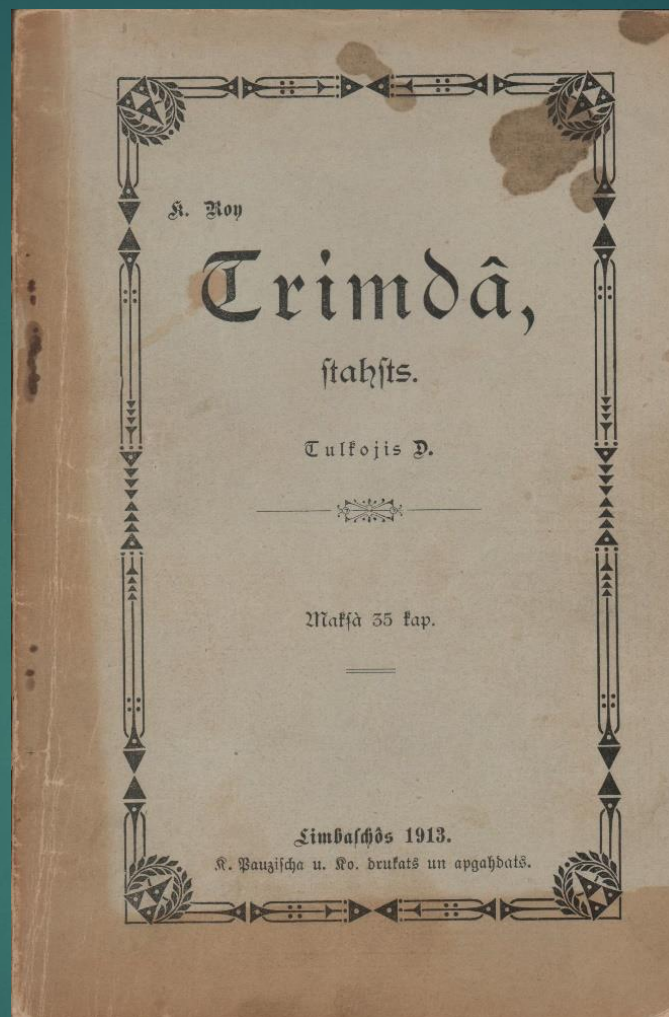 K. Roy
Trimdâ,
ſtahſts.
Tulkojis D.
Makſà 35 kap.
Limbaſchôs 1913.
K. Pauziſcha u. Ko. drukats un apgahdats.